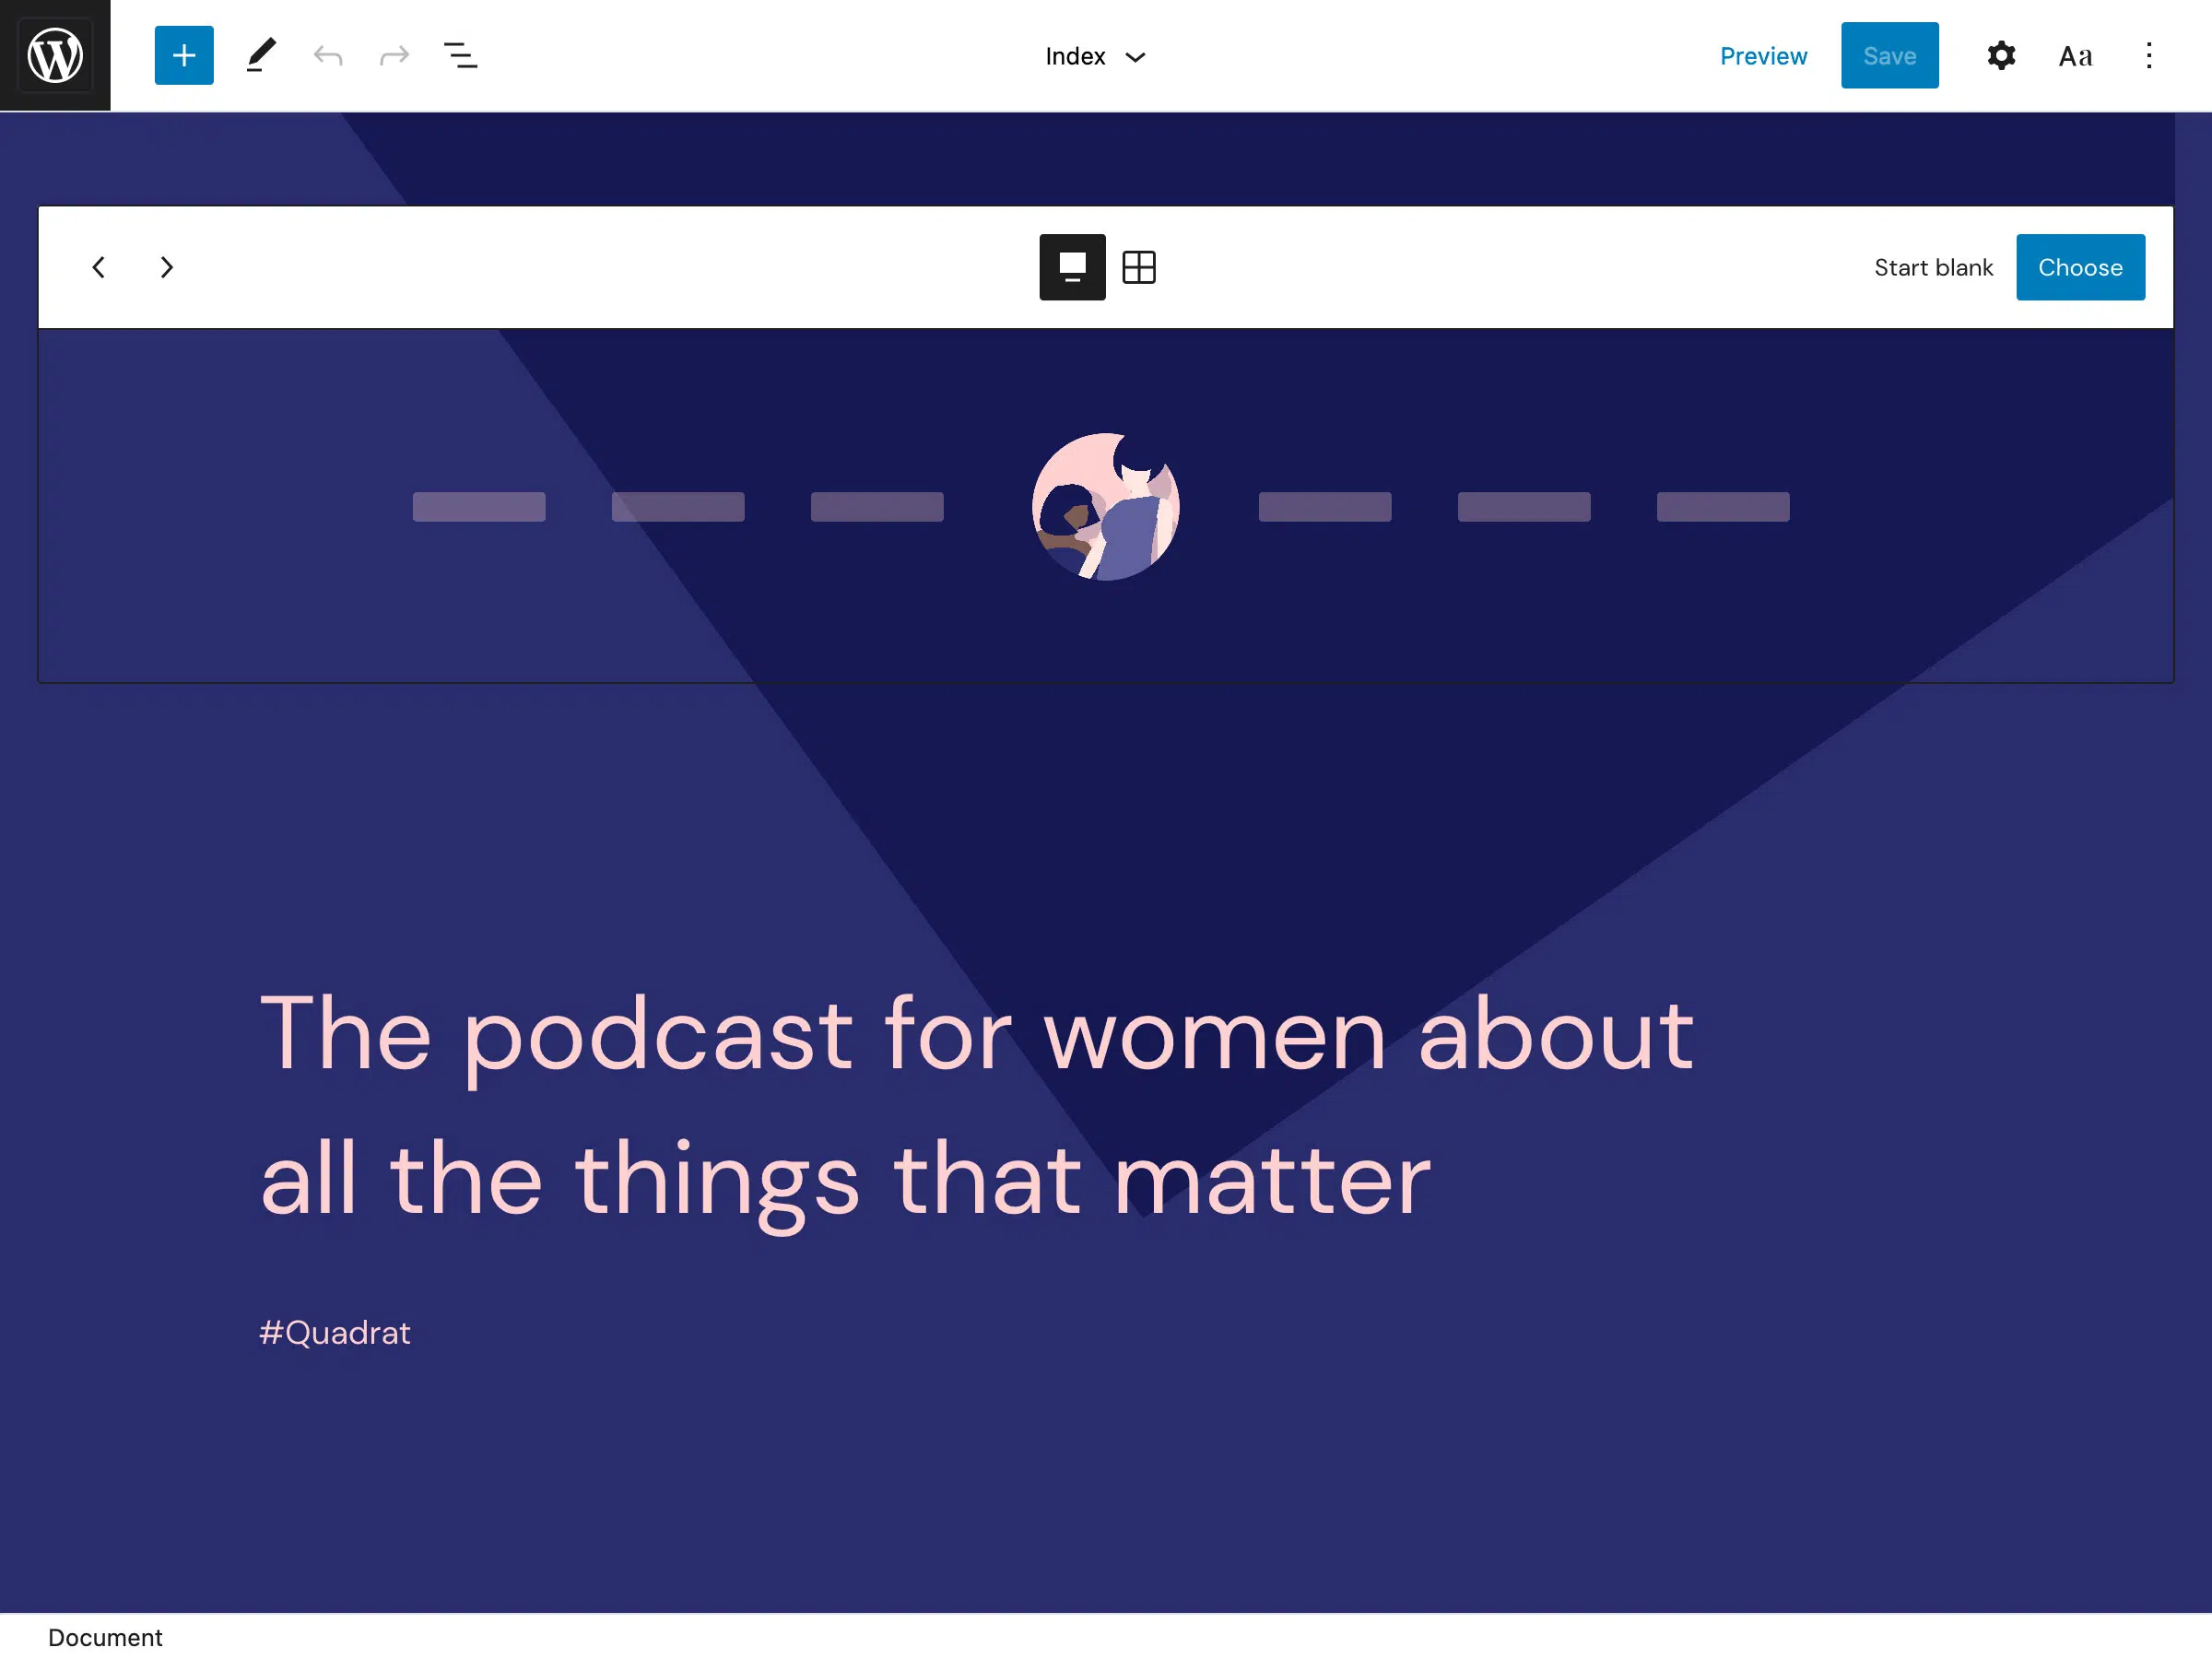 Index
Preview
Save
Aa
Start blank
Choose
The podcast for women about
all the things that matter
#Quadrat
Document